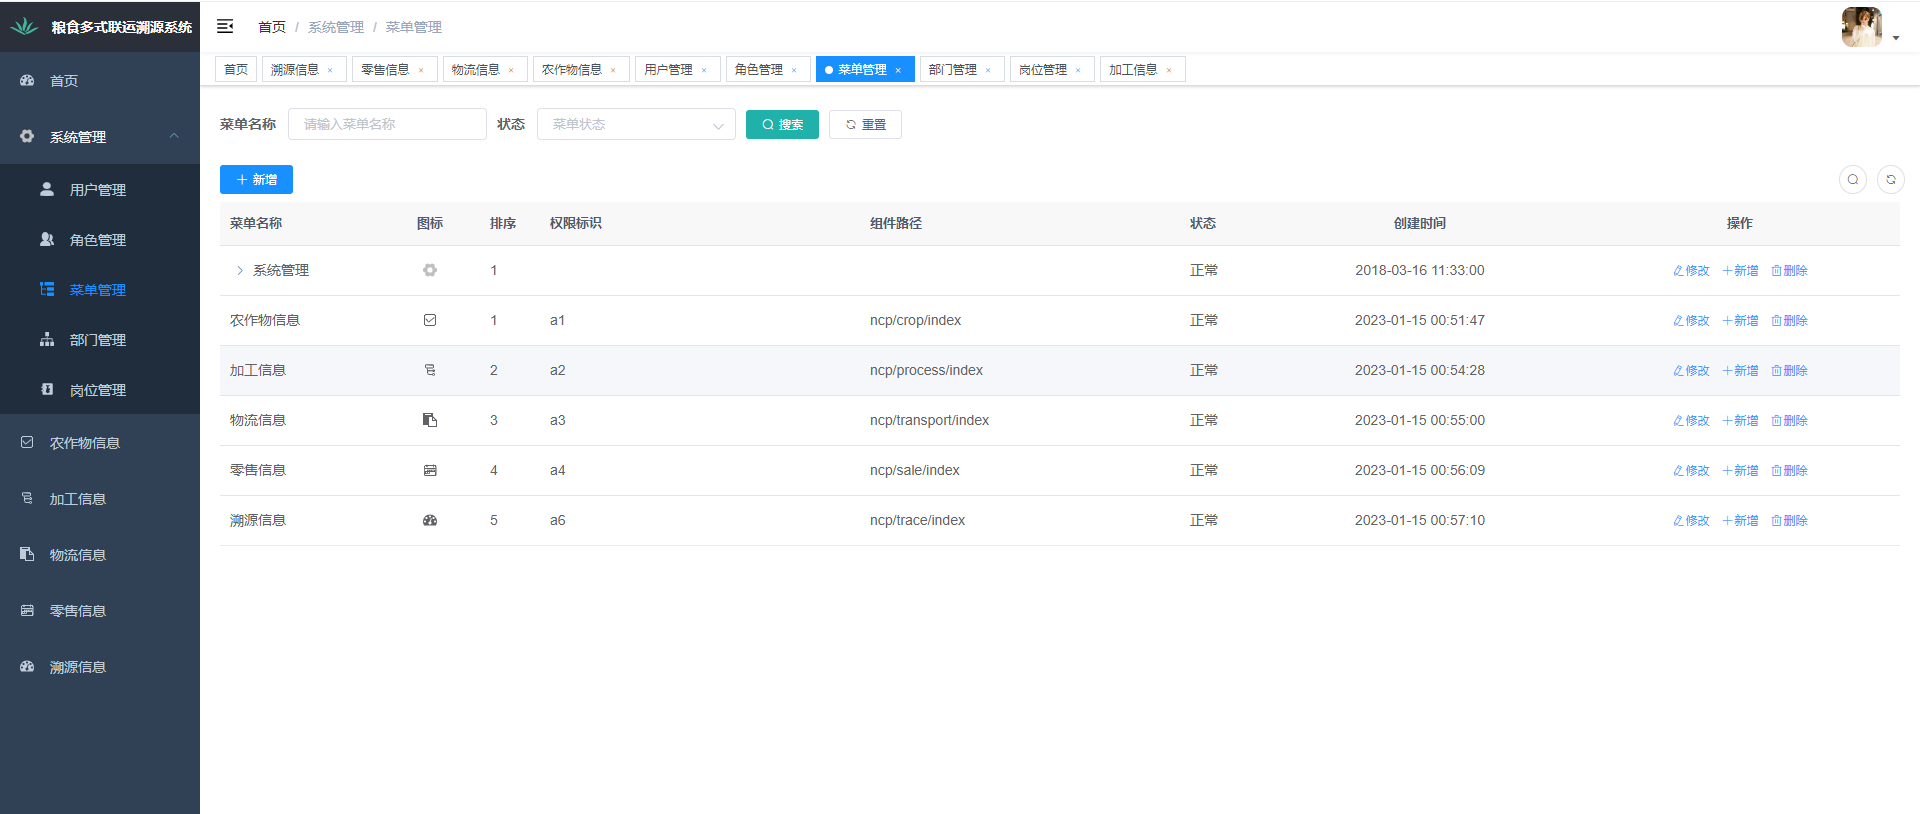 粮食多式联运溯源系统
首页 / 系统管理 / 菜单管理
首页 溯源信息 × 零售信息 × 物流信息 × 农作物信息 × 用户管理 × 角色管理 × 菜单管理 × 部门管理 × 岗位管理 × 加工信息 ×
首页
系统管理
用户管理
角色管理
菜单管理
部门管理
岗位管理
农作物信息
加工信息
物流信息
零售信息
溯源信息
菜单名称 请输入菜单名称 状态 菜单状态 搜索 重置
新增
菜单名称 图标 排序 权限标识 组件路径 状态 创建时间 操作
系统管理 1 正常 2018-03-16 11:33:00 修改 新增 删除
农作物信息 1 a1 ncp/crop/index 正常 2023-01-15 00:51:47 修改 新增 删除
加工信息 2 a2 ncp/process/index 正常 2023-01-15 00:54:28 修改 新增 删除
物流信息 3 a3 ncp/transport/index 正常 2023-01-15 00:55:00 修改 新增 删除
零售信息 4 a4 ncp/sale/index 正常 2023-01-15 00:56:09 修改 新增 删除
溯源信息 5 a6 ncp/trace/index 正常 2023-01-15 00:57:10 修改 新增 删除